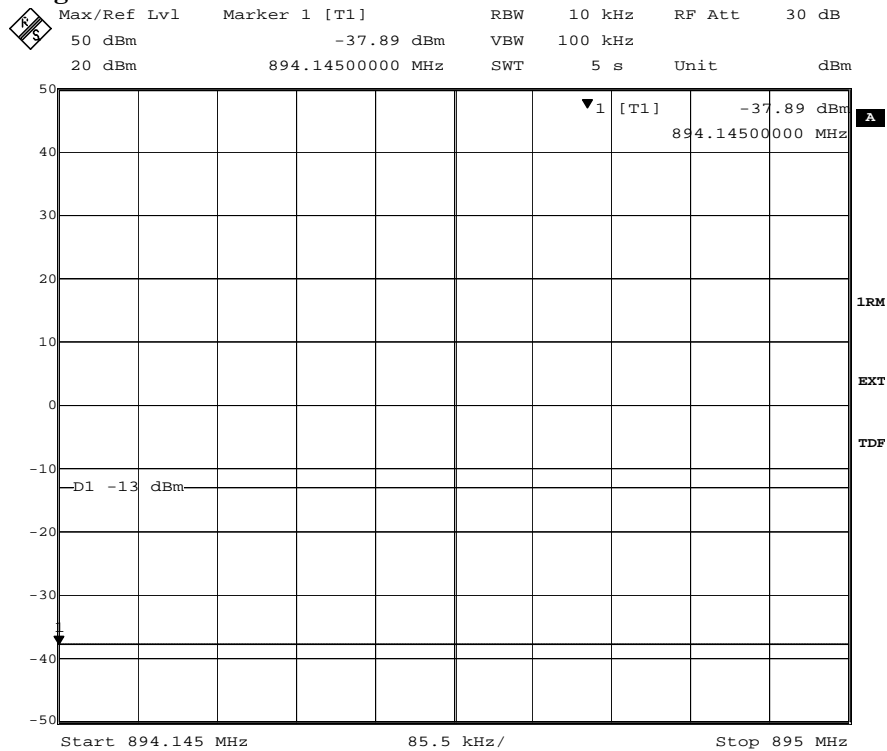 Max/Ref Lvl Marker 1 [T1] RBW 10 kHz RF Att 30 dB
50 dBm -37.89 dBm VBW 100 kHz
20 dBm 894.14500000 MHz SWT 5 s Unit dBm
R
S
50
1 [T1] -37.89 dBm
A
894.14500000 MHz
40
30
20
1RM
10
EXT
0
TDF
-10
D1 -13 dBm
-20
-30
1
-40
-50
Start 894.145 MHz 85.5 kHz/ Stop 895 MHz